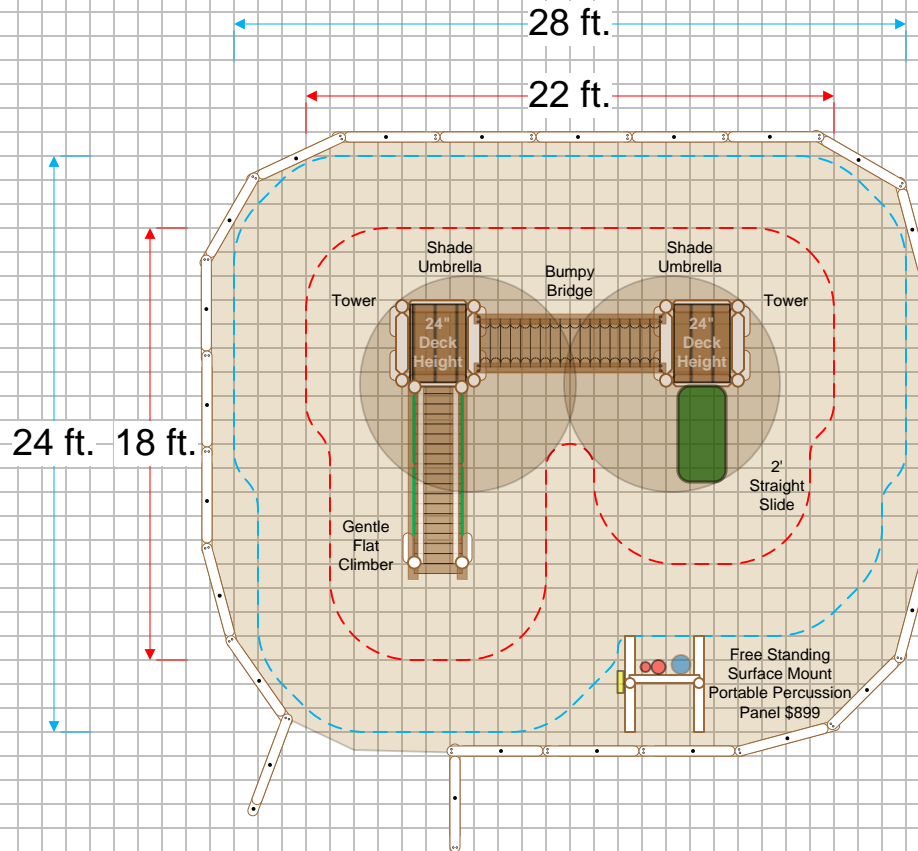 28 ft.
22 ft.
Shade
Umbrella
Shade
Umbrella
Bumpy
Bridge
Tower
Tower
24"
Deck
Height
24"
Deck
Height
24 ft.
18 ft.
2'
Straight
Slide
Gentle
Flat
Climber
Free Standing
Surface Mount
Portable Percussion
Panel $899